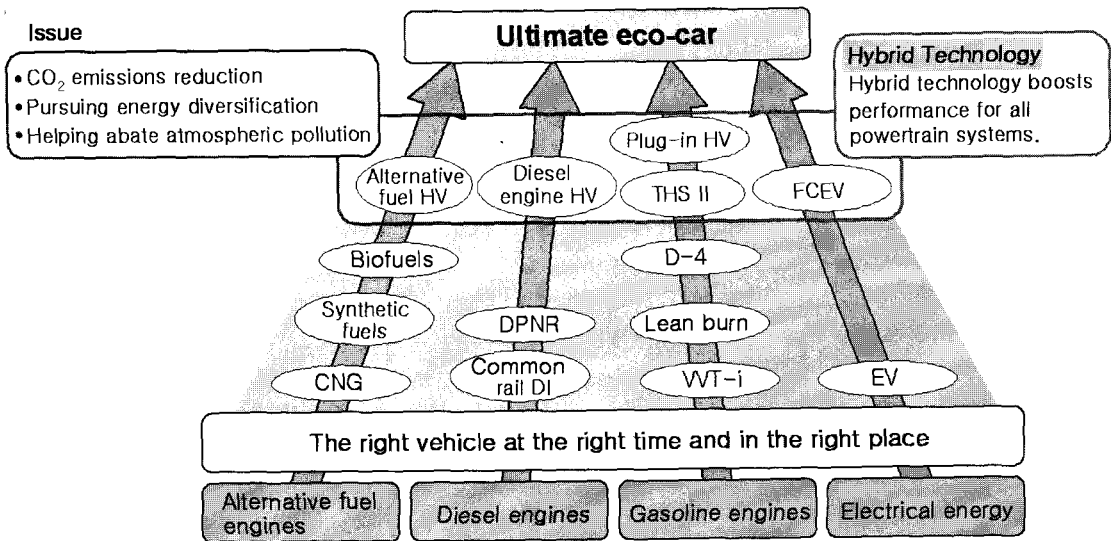 Issue
• CO₂ emissions reduction
• Pursuing energy diversification
• Helping abate atmospheric pollution
Ultimate eco-car
Hybrid Technology
Hybrid technology boosts
performance for all
powertrain systems.
Plug-in HV
Alternative
fuel HV
Diesel
engine HV
THS II
FCEV
Biofuels
D-4
Synthetic
fuels
DPNR
Lean burn
CNG
Common
rail DI
VVT-i
EV
The right vehicle at the right time and in the right place
Alternative fuel
engines
Diesel engines
Gasoline engines
Electrical energy